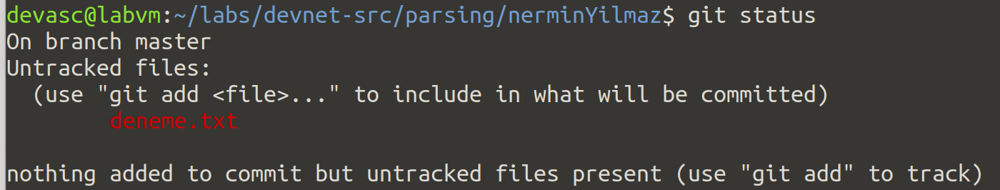 devasc@labvm:~/labs/devnet-src/parsing/nerminYilmaz$ git status
On branch master
Untracked files:
  (use "git add <file>..." to include in what will be committed)
        deneme.txt

nothing added to commit but untracked files present (use "git add" to track)